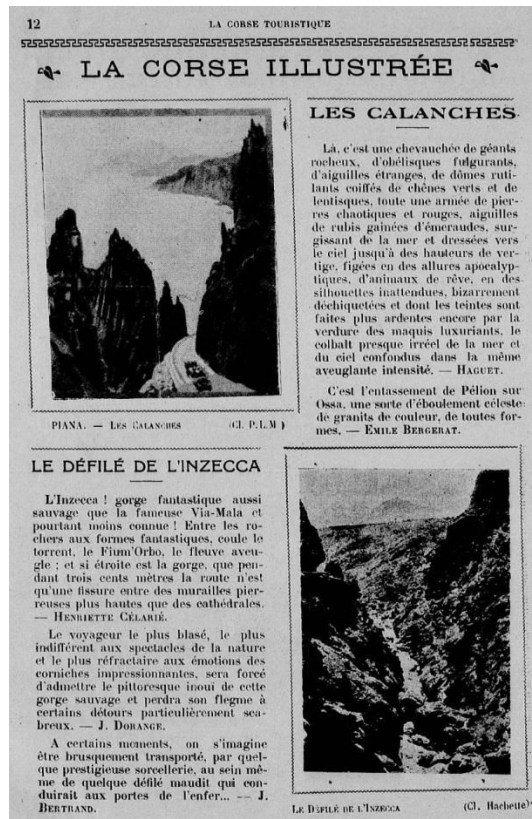 12
LA CORSE TOURISTIQUE
LA CORSE ILLUSTRÉE
LES CALANCHES
Là, c'est une chevauchée de géants
rocheux, d'obélisques fulgurants,
d'aiguilles étranges, de dômes ruti-
lants coiffés de chênes verts et de
lentisques, toute une armée de pier-
res chaotiques et rouges, aiguilles
de rubis gainées d'émeraudes, sur-
gissant de la mer et dressées vers
le ciel jusqu'à des hauteurs de ver-
tige, figées en des allures apocalyp-
tiques, d'animaux de rêve, en des
silhouettes inattendues, bizarrement
déchiquetées et dont les teintes sont
faites plus ardentes encore par la
verdure des maquis luxuriants, le
colbalt presque irréel de la mer et
du ciel confondus dans la même
aveuglante intensité. — HAGUET.
C'est l'entassement de Pélion sur
Ossa, une sorte d'éboulement céleste
de granits de couleur, de toutes for-
mes. — EMILE BERGERAT.
PIANA. — LES CALANCHES (Cl. P.L.M)
LE DÉFILÉ DE L'INZECCA
L'Inzecca ! gorge fantastique aussi
sauvage que la fameuse Via-Mala et
pourtant moins connue ! Entre les ro-
chers aux formes fantastiques, coule le
torrent, le Fium'Orbo, le fleuve aveu-
gle ; et si étroite est la gorge, que pen-
dant trois cents mètres la route n'est
qu'une fissure entre des murailles pier-
reuses plus hautes que des cathédrales.
— HENRIETTE CÉLARIÉ.
Le voyageur le plus blasé, le plus
indifférent aux spectacles de la nature
et le plus réfractaire aux émotions des
corniches impressionnantes, sera forcé
d'admettre le pittoresque inouï de cette
gorge sauvage et perdra son flegme à
certains détours particulièrement sca-
breux. — J. DORANGE.
A certains moments, on s'imagine
être brusquement transporté, par quel-
que prestigieuse sorcellerie, au sein mê-
me de quelque défilé maudit qui con-
duirait aux portes de l'enfer... — J.
BERTRAND.
LE DÉFILÉ DE L'INZECCA (Cl. Hachette)